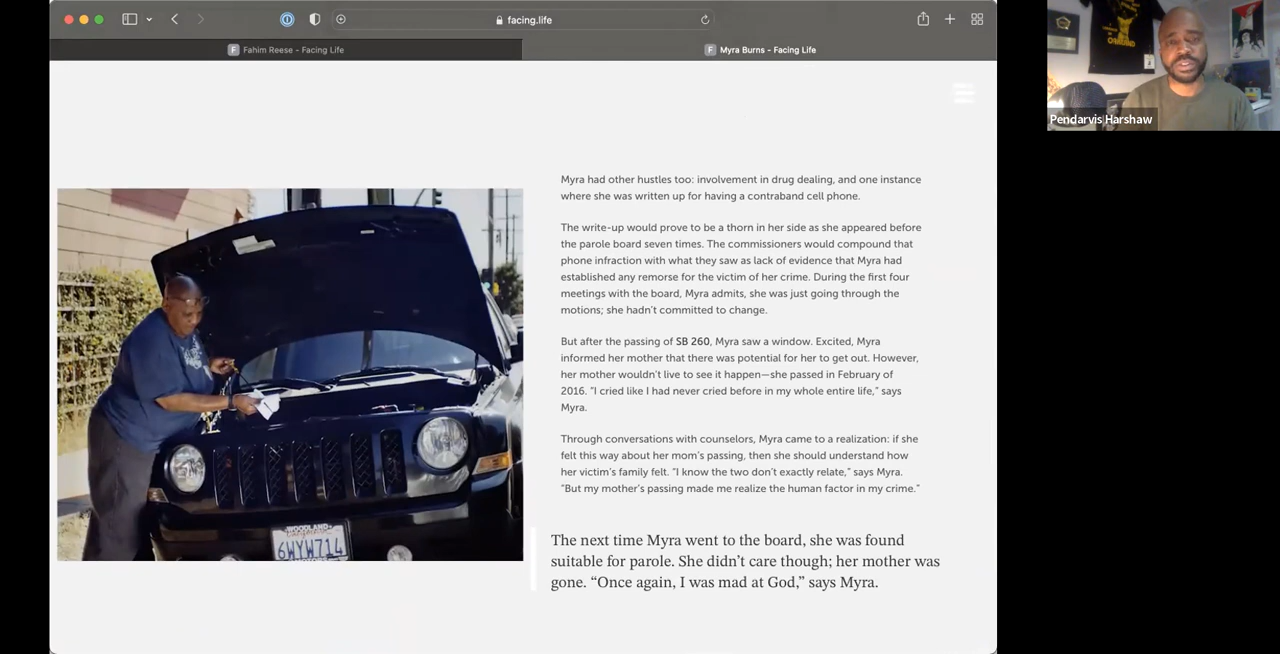 facing.life
F Fahim Reese - Facing Life
F Myra Burns - Facing Life
Pendarvis Harshaw
Myra had other hustles too: involvement in drug dealing, and one instance
where she was written up for having a contraband cell phone.
The write-up would prove to be a thorn in her side as she appeared before
the parole board seven times. The commissioners would compound that
phone infraction with what they saw as lack of evidence that Myra had
established any remorse for the victim of her crime. During the first four
meetings with the board, Myra admits, she was just going through the
motions; she hadn’t committed to change.
But after the passing of SB 260, Myra saw a window. Excited, Myra
informed her mother that there was potential for her to get out. However,
her mother wouldn’t live to see it happen—she passed in February of
2016. “I cried like I had never cried before in my whole entire life,” says
Myra.
Through conversations with counselors, Myra came to a realization: if she
felt this way about her mom’s passing, then she should understand how
her victim’s family felt. “I know the two don’t exactly relate,” says Myra.
“But my mother’s passing made me realize the human factor in my crime.”
The next time Myra went to the board, she was found
suitable for parole. She didn’t care though; her mother was
gone. “Once again, I was mad at God,” says Myra.
WOODLAND
6WYW714